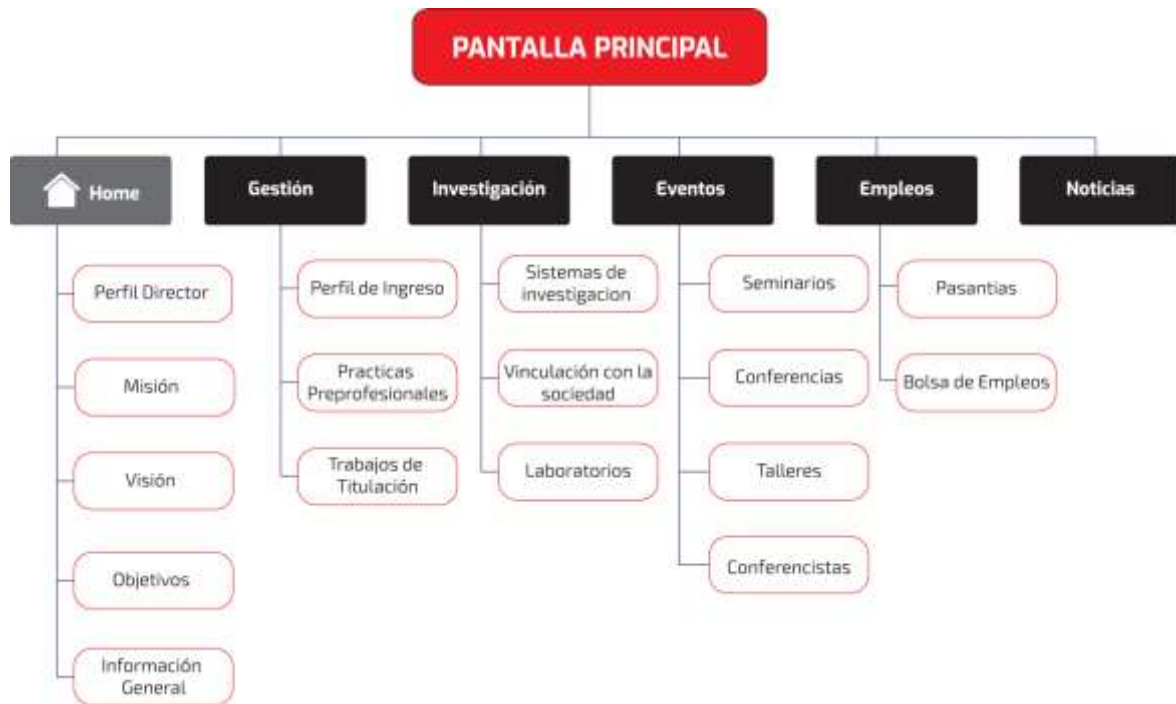 PANTALLA PRINCIPAL
Home
Gestión
Investigación
Eventos
Empleos
Noticias
Perfil Director
Misión
Visión
Objetivos
Información
General
Perfil de Ingreso
Practicas
Preprofesionales
Trabajos de
Titulación
Sistemas de
investigacion
Vinculación con la
sociedad
Laboratorios
Seminarios
Conferencias
Talleres
Conferencistas
Pasantias
Bolsa de Empleos